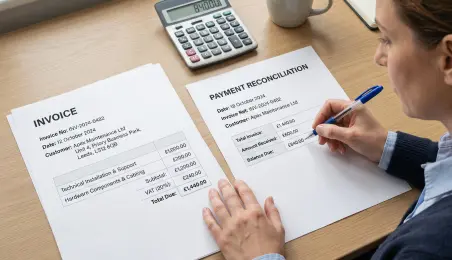 INVOICE
Invoice No: INV-2024-0482
Date: 12 October 2024
Customer: Apex Maintenance Ltd
Unit 4, Priory Business Park,
Leeds, LS12 6QB
Technical Installation & Support £1,000.00
Hardware Components & Cabling £200.00
Subtotal £1,200.00
VAT (20%) £240.00
Total Due: £1,440.00
PAYMENT RECONCILIATION
Date: 19 October 2024
Invoice Ref: INV-2024-0482
Customer: Apex Maintenance Ltd
Total Invoice: £1,440.00
Amount Received: £800.00
Balance Due: £640.00